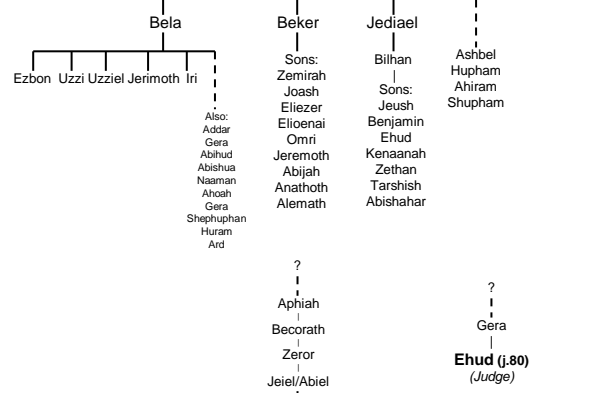 Bela
Ezbon Uzzi Uzziel Jerimoth Iri
Also:
Addar
Gera
Abihud
Abishua
Naaman
Ahoah
Gera
Shephuphan
Huram
Ard
Beker
Sons:
Zemirah
Joash
Eliezer
Elioenai
Omri
Jeremoth
Abijah
Anathoth
Alemath
Jediael
Bilhan
Sons:
Jeush
Benjamin
Ehud
Kenaanah
Zethan
Tarshish
Abishahar
Ashbel
Hupham
Ahiram
Shupham
?
Aphiah
Becorath
Zeror
Jeiel/Abiel
?
Gera
Ehud (j.80)
(Judge)